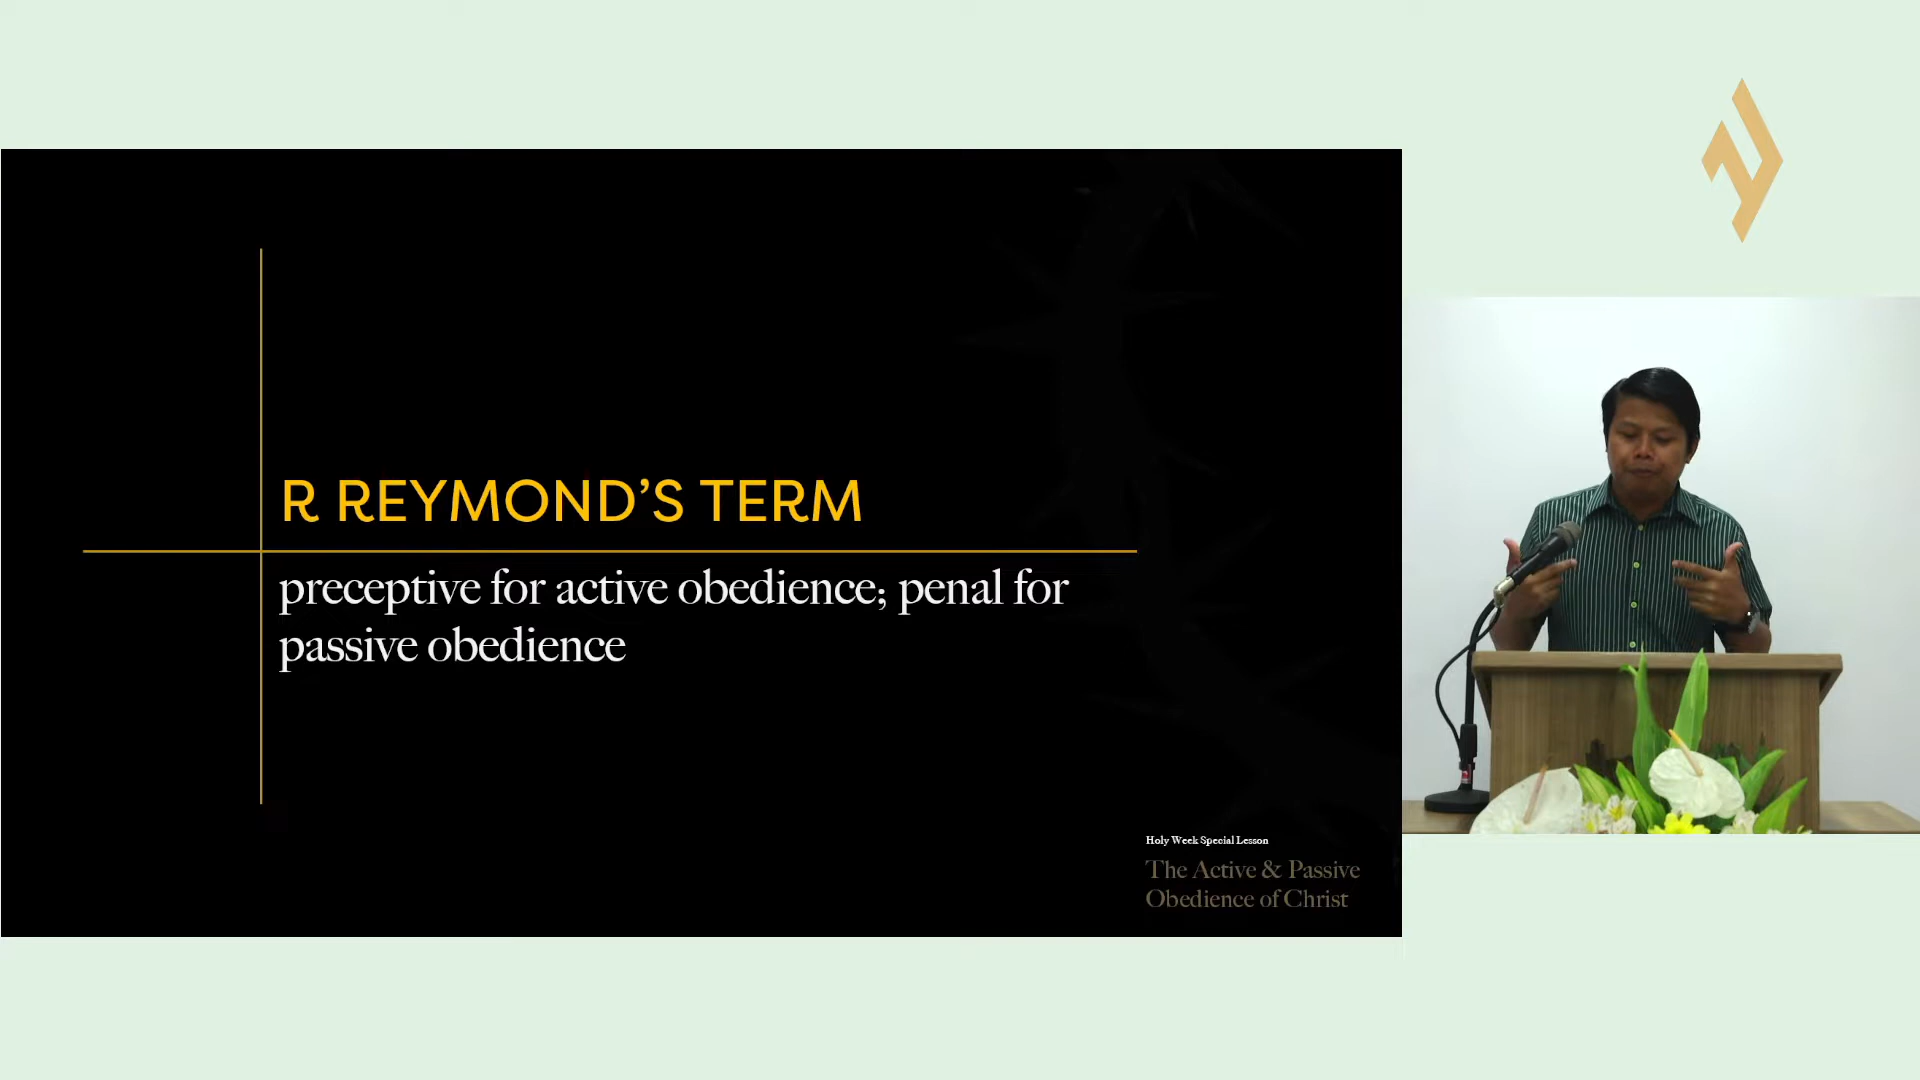 R REYMOND’S TERM
preceptive for active obedience; penal for
passive obedience
Holy Week Special Lesson
The Active & Passive
Obedience of Christ